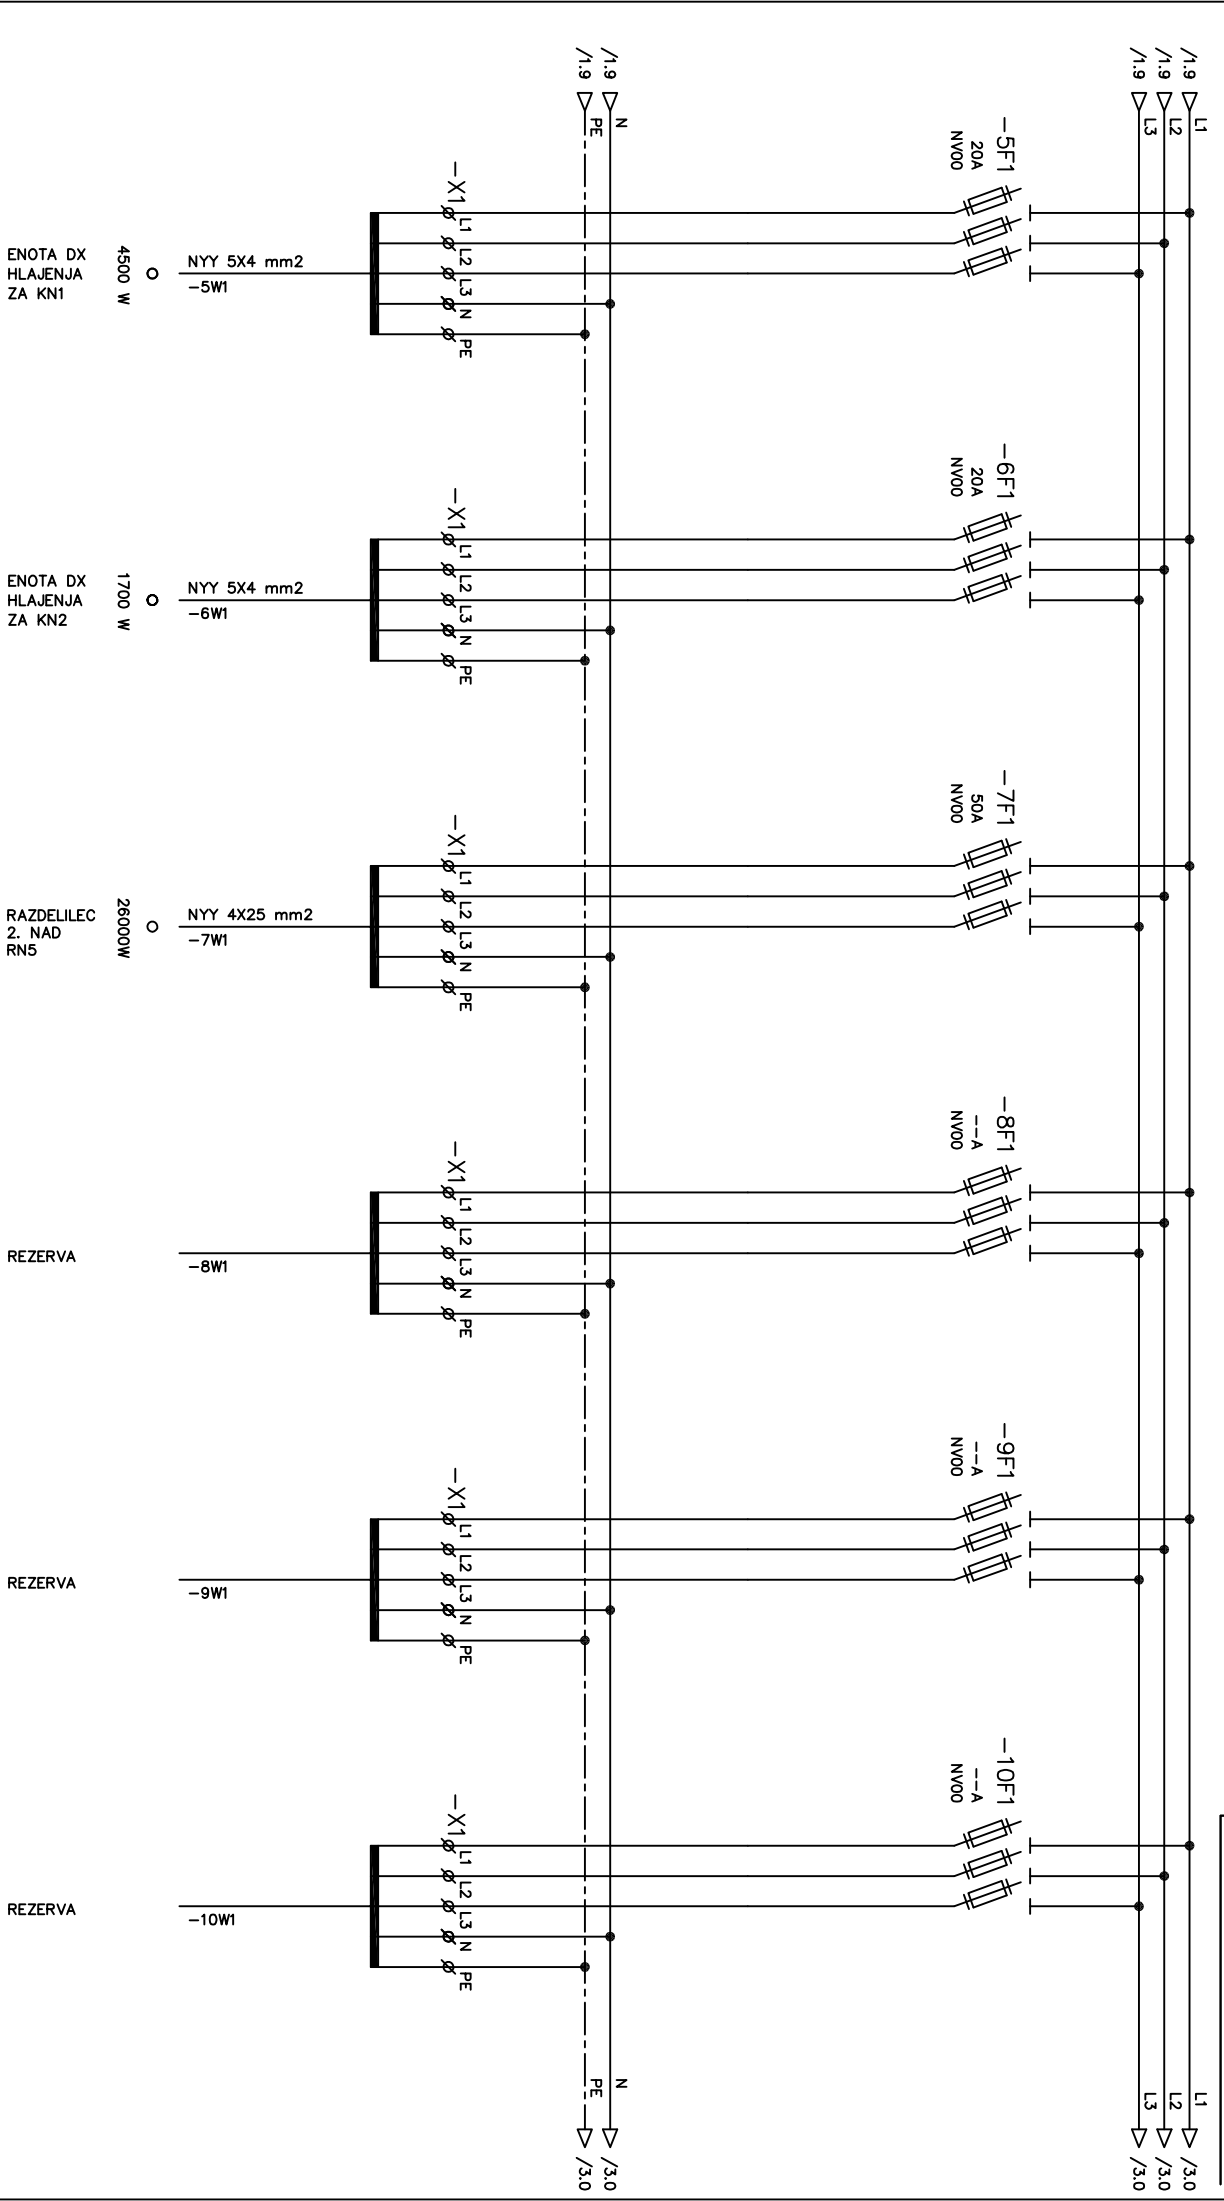 /1.9
/1.9
/1.9
/1.9
/1.9
PE
N
L3
L2
L1
-5F1
20A
NV00
-X1
L1
L2
L3
N
PE
NYY 5X4 mm2
-5W1
4500 W
ENOTA DX
HLAJENJA
ZA KN1
-6F1
20A
NV00
-X1
L1
L2
L3
N
PE
NYY 5X4 mm2
-6W1
1700 W
ENOTA DX
HLAJENJA
ZA KN2
-7F1
50A
NV00
-X1
L1
L2
L3
N
PE
NYY 4X25 mm2
-7W1
26000W
RAZDELILEC
2. NAD
RN5
-8F1
--A
NV00
-X1
L1
L2
L3
N
PE
-8W1
REZERVA
-9F1
--A
NV00
-X1
L1
L2
L3
N
PE
-9W1
REZERVA
-10F1
--A
NV00
-X1
L1
L2
L3
N
PE
-10W1
REZERVA
PE
N
L3
L2
L1
/3.0
/3.0
/3.0
/3.0
/3.0